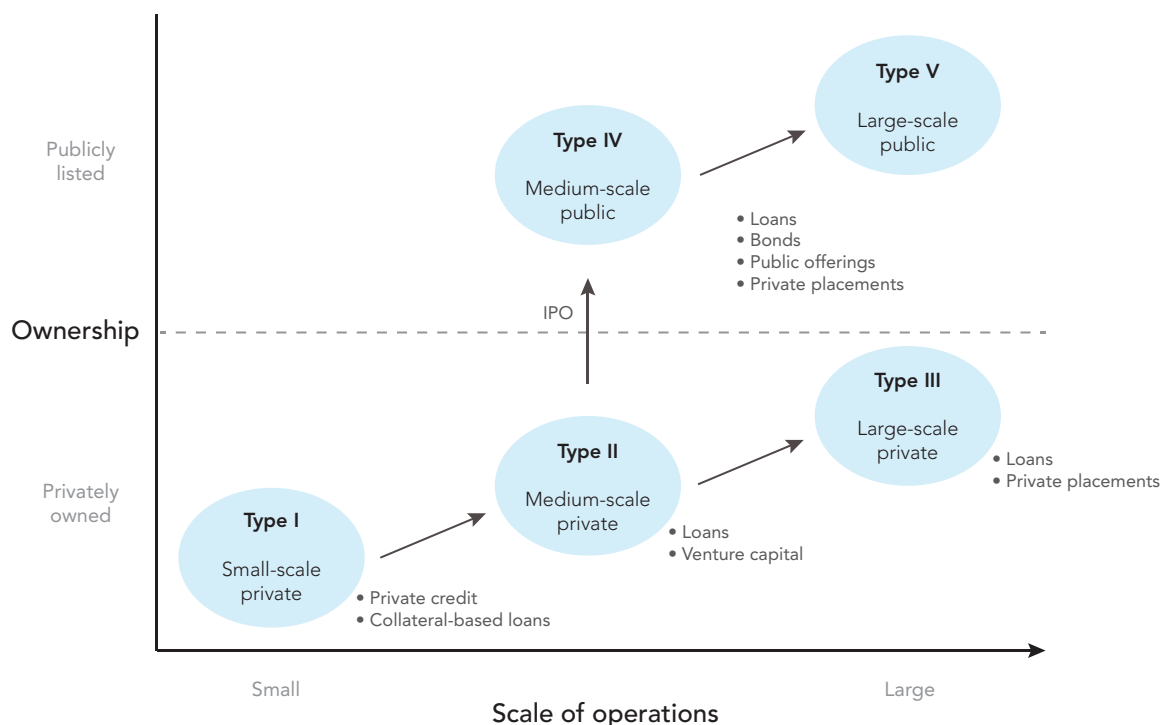 Type V
Large-scale
public
Type IV
Medium-scale
public
Publicly
listed
• Loans
• Bonds
• Public offerings
• Private placements
IPO
Ownership
Type III
Large-scale
private
• Loans
• Private placements
Type II
Medium-scale
private
• Loans
• Venture capital
Privately
owned
Type I
Small-scale
private
• Private credit
• Collateral-based loans
Small
Large
Scale of operations